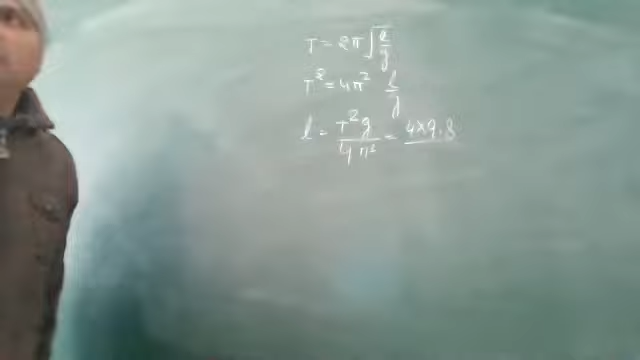 T = 2π√l/g
T² = 4π² l/g
l = T²g/4π² = 4×9.8